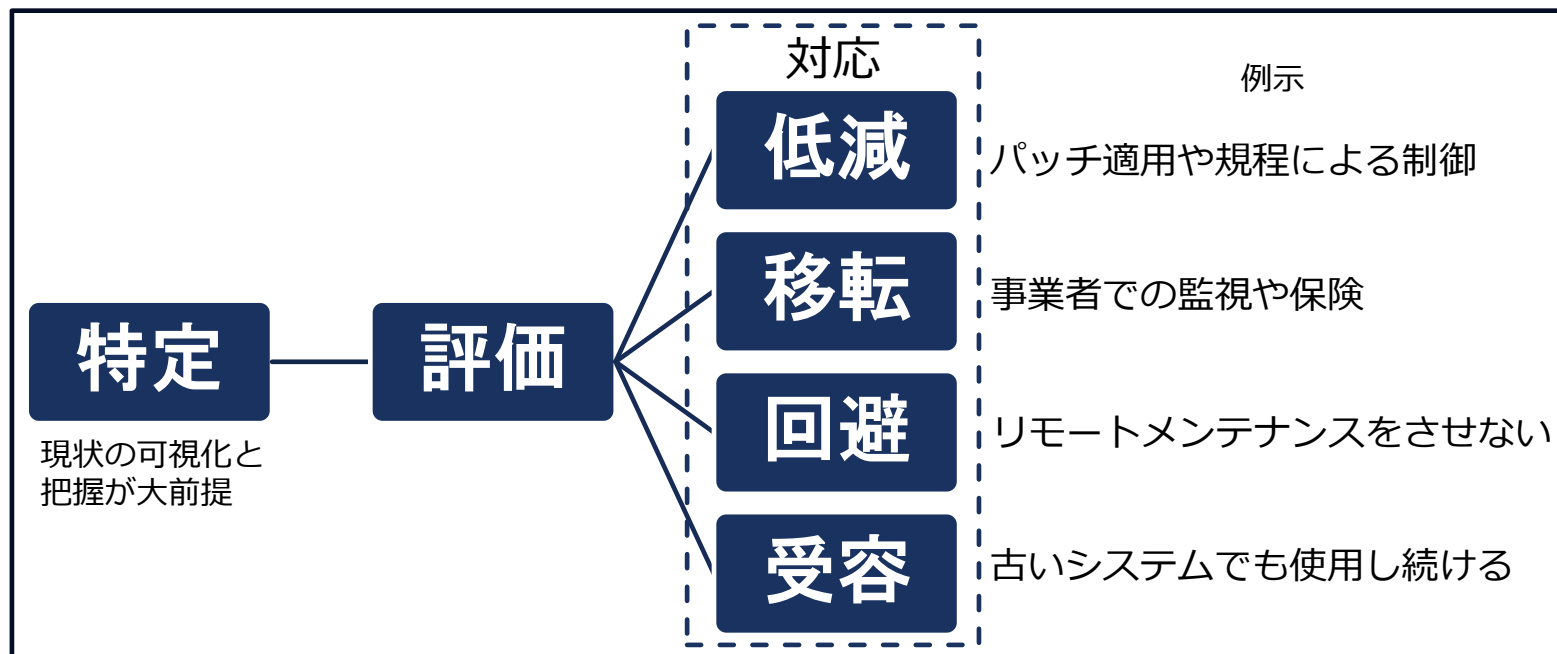 対応
例示
低減
パッチ適用や規程による制御
移転
事業者での監視や保険
特定
評価
現状の可視化と
把握が大前提
回避
リモートメンテナンスをさせない
受容
古いシステムでも使用し続ける